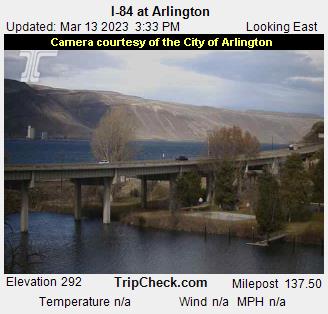 I-84 at Arlington
Updated: Mar 13 2023 3:33 PM Looking East
Camera courtesy of the City of Arlington
Elevation 292 TripCheck.com Milepost 137.50
Temperature n/a Wind n/a MPH n/a